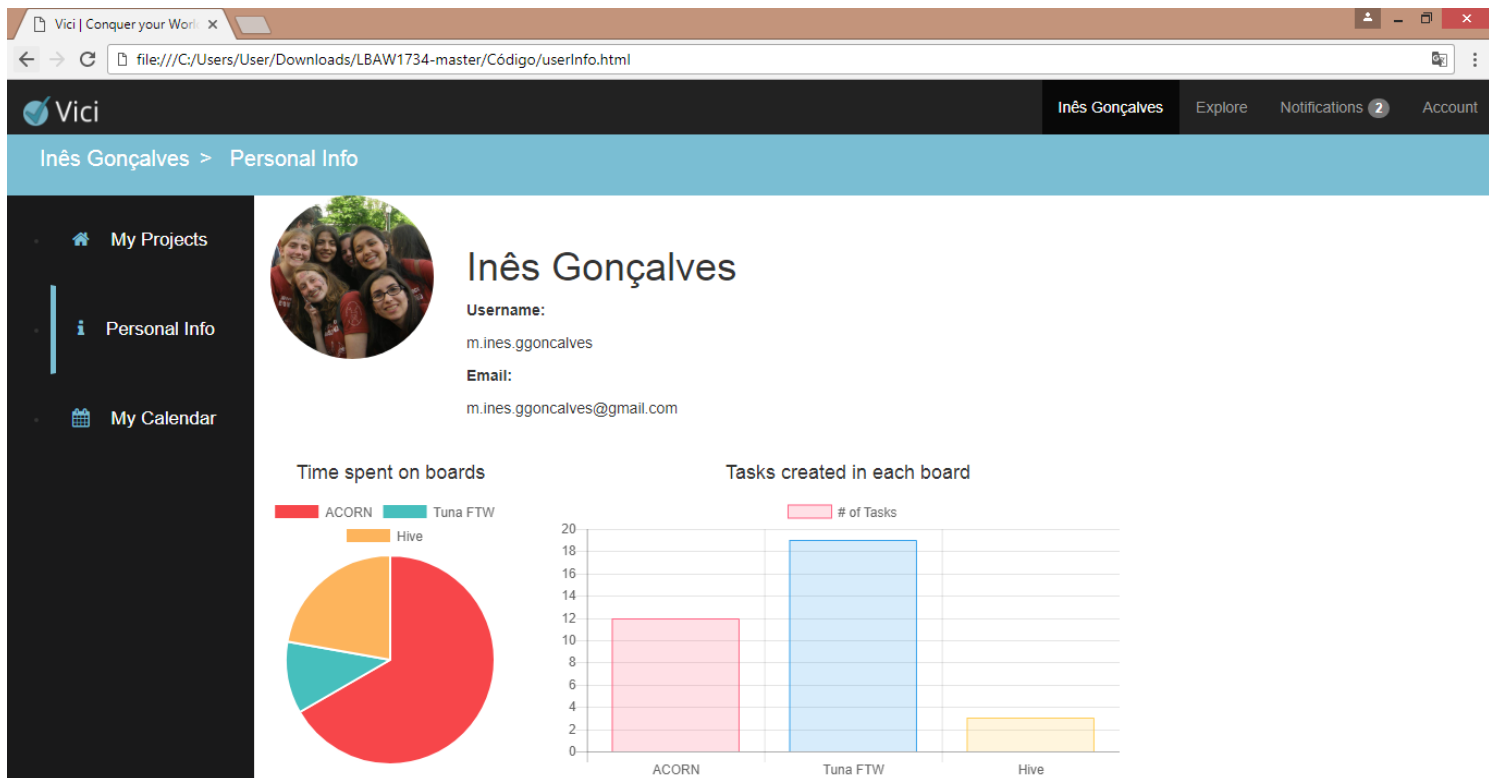 Vici | Conquer your Worl
file:///C:/Users/User/Downloads/LBAW1734-master/Código/userInfo.html
Vici
Inês Gonçalves Explore Notifications 2 Account
Inês Gonçalves > Personal Info
My Projects
Personal Info
My Calendar
Inês Gonçalves
Username:
m.ines.ggoncalves
Email:
m.ines.ggoncalves@gmail.com
Time spent on boards
ACORN Tuna FTW
Hive
Tasks created in each board
# of Tasks
20
18
16
14
12
10
8
6
4
2
0
ACORN Tuna FTW Hive